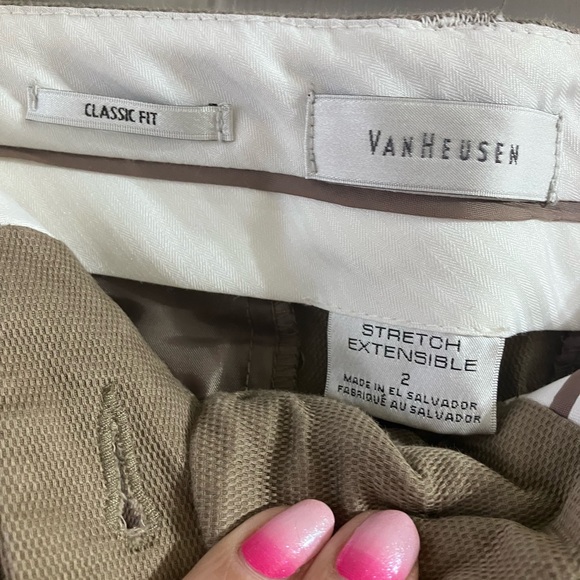 CLASSIC FIT
VANHEUSEN
STRETCH
EXTENSIBLE
2
MADE IN EL SALVADOR
FABRIQUÉ AU SALVADOR